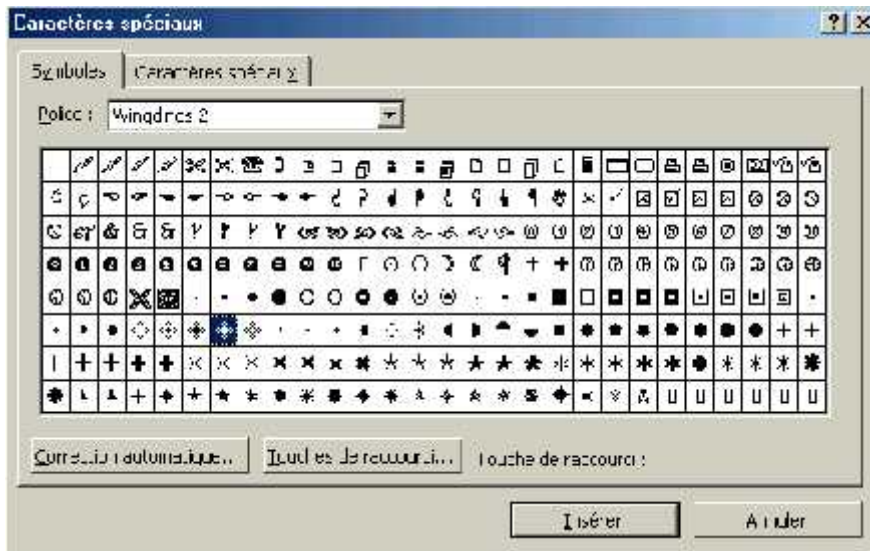 Caractères spéciaux
Symboles Caractères spéciaux
Police : Wingdings 2
Correction automatique... Touches de raccourci... Touche de raccourci :
Insérer Annuler